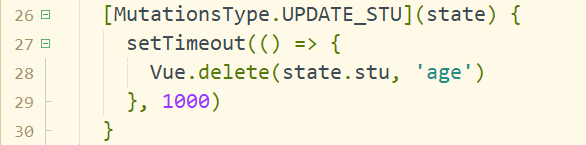 26 [MutationsType.UPDATE_STU](state) {
27 setTimeout(() => {
28 Vue.delete(state.stu, 'age')
29 }, 1000)
30 }